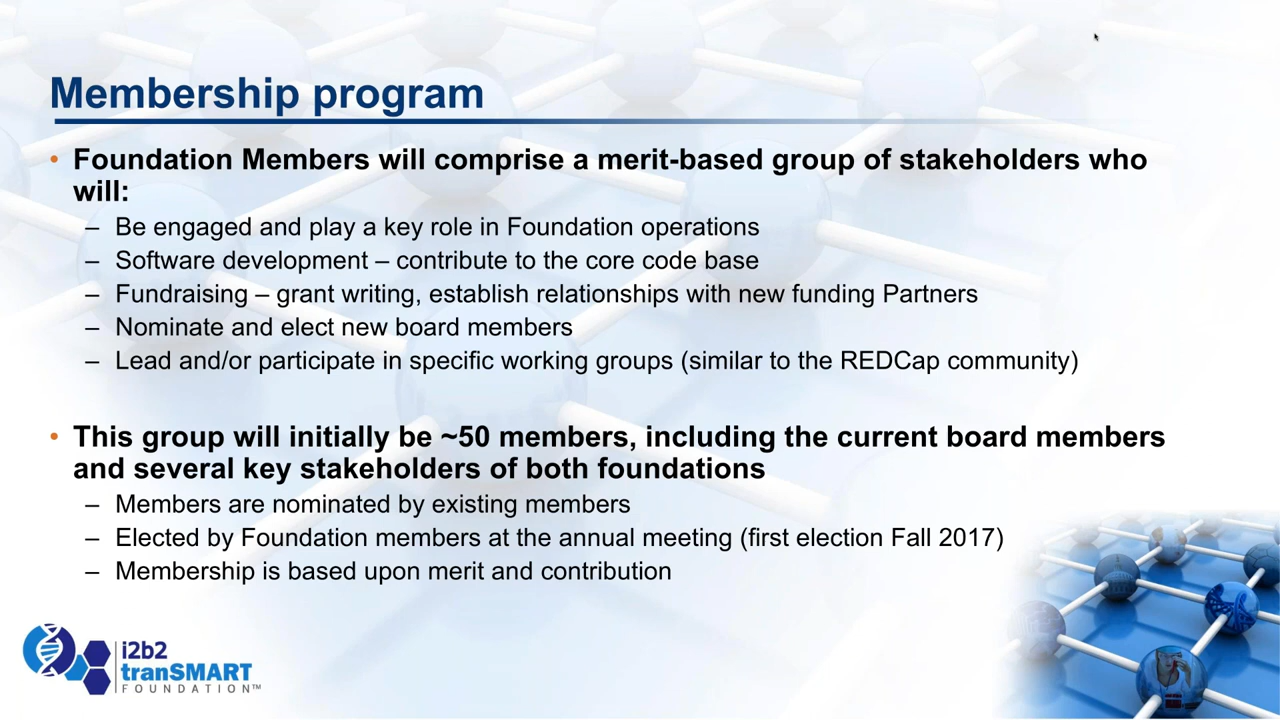 Membership program
• Foundation Members will comprise a merit-based group of stakeholders who
will:
– Be engaged and play a key role in Foundation operations
– Software development – contribute to the core code base
– Fundraising – grant writing, establish relationships with new funding Partners
– Nominate and elect new board members
– Lead and/or participate in specific working groups (similar to the REDCap community)
• This group will initially be ~50 members, including the current board members
and several key stakeholders of both foundations
– Members are nominated by existing members
– Elected by Foundation members at the annual meeting (first election Fall 2017)
– Membership is based upon merit and contribution
i2b2
tranSMART
FOUNDATION™